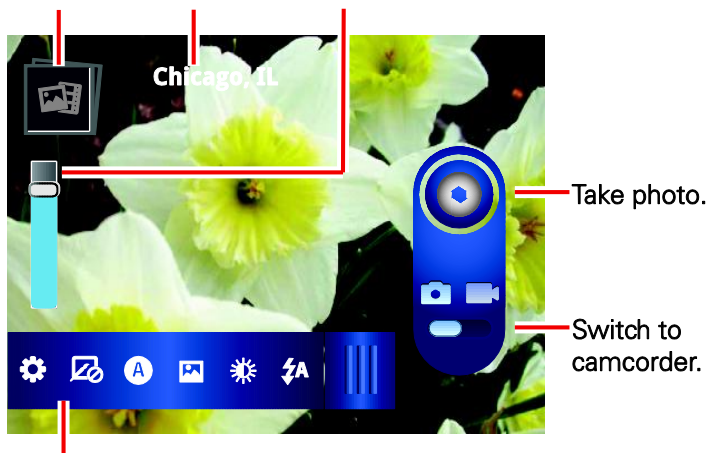 Chicago, IL
Take photo.
Switch to
camcorder.
A
A